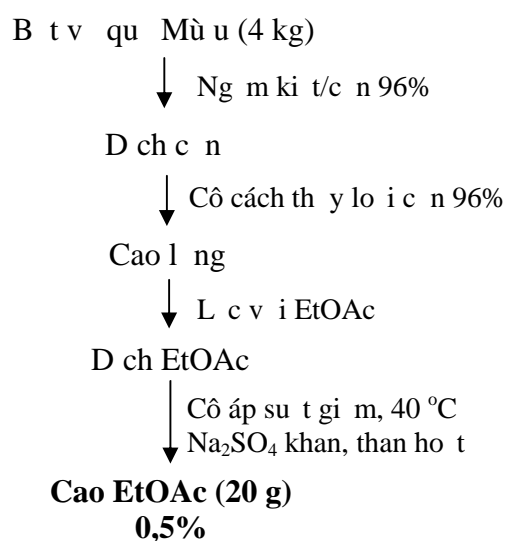 B t v qu Mù u (4 kg)
Ng m ki t/c n 96%
D ch c n
Cô cách th y lo i c n 96%
Cao l ng
L c v i EtOAc
D ch EtOAc
Cô áp su t gi m, 40 °C
Na₂SO₄ khan, than ho t
Cao EtOAc (20 g)
0,5%